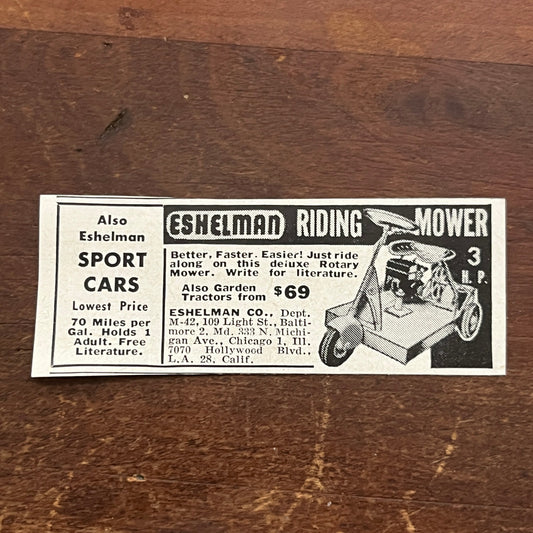 Also
Eshelman
SPORT
CARS
Lowest Price
70 Miles per
Gal. Holds 1
Adult. Free
Literature.
ESHELMAN RIDING MOWER
3
H.P.
Better, Faster. Easier! Just ride
along on this deluxe Rotary
Mower. Write for literature.
Also Garden
Tractors from $69
ESHELMAN CO., Dept.
M-42, 109 Light St., Balti-
more 2, Md. 333 N. Michi-
gan Ave., Chicago 1, Ill.
7070 Hollywood Blvd.,
L.A. 28, Calif.